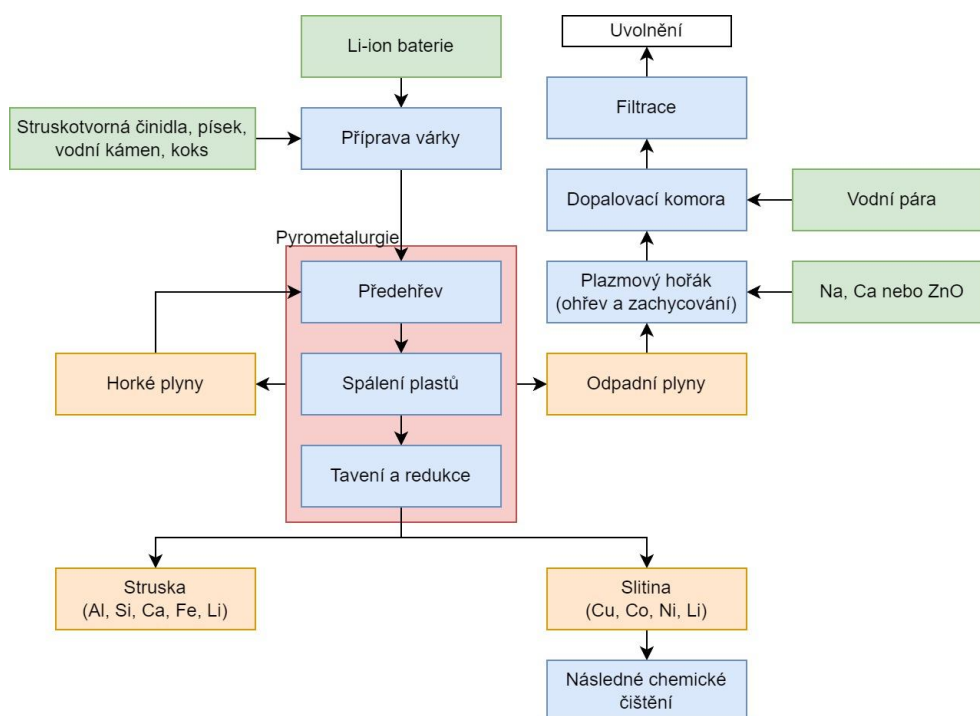 Uvolnění
Li-ion baterie
Filtrace
Struskotvorná činidla, písek,
vodní kámen, koks
Příprava várky
Dopalovací komora
Vodní pára
Pyrometalurgie
Předehřev
Plazmový hořák
(ohřev a zachycování)
Na, Ca nebo ZnO
Horké plyny
Spálení plastů
Odpadní plyny
Tavení a redukce
Struska
(Al, Si, Ca, Fe, Li)
Slitina
(Cu, Co, Ni, Li)
Následné chemické
čištění